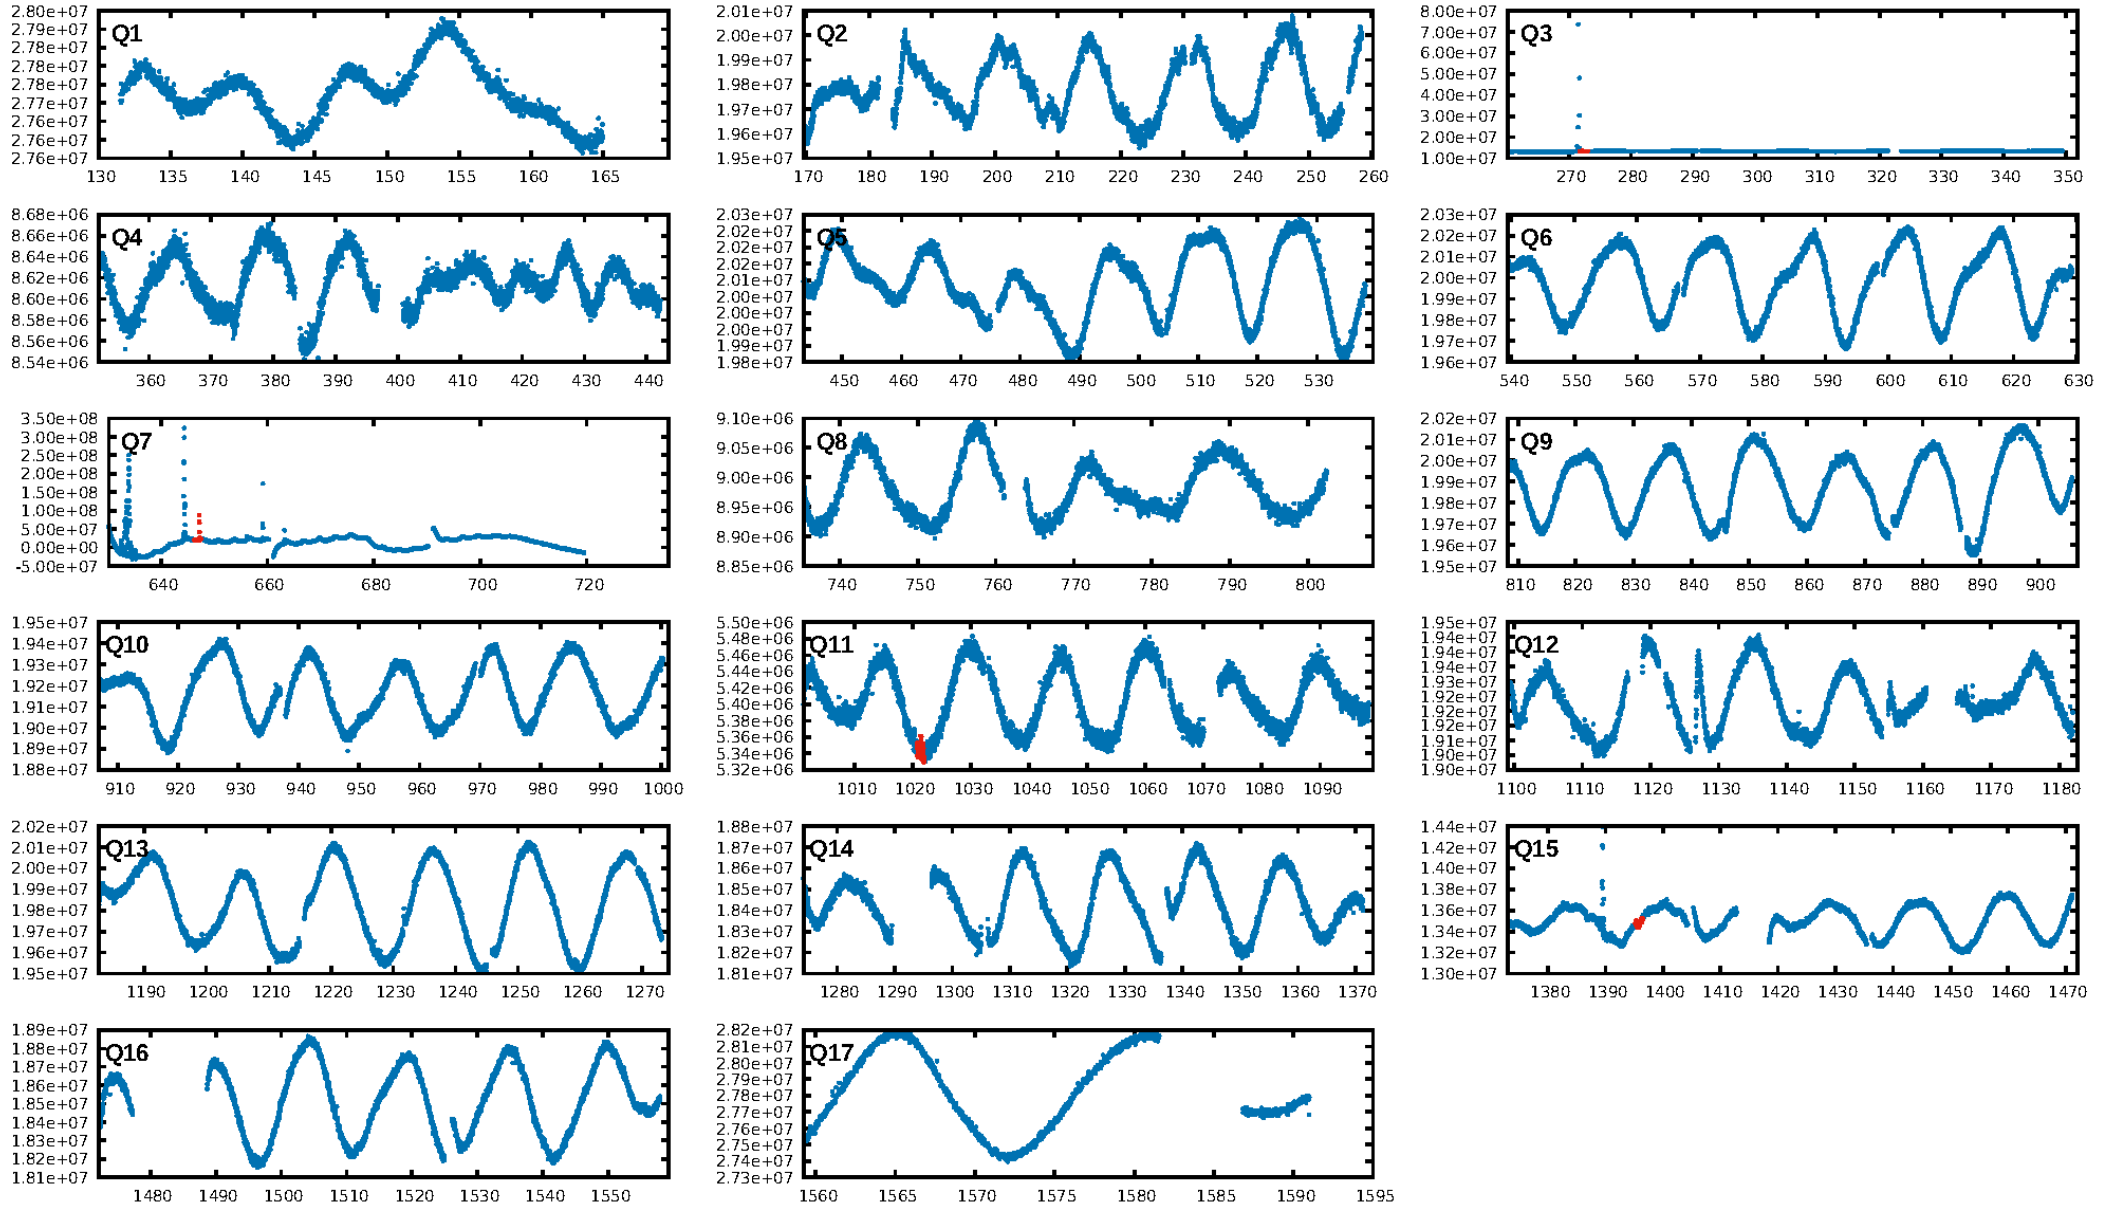 Q1
2.80e+07
2.79e+07
2.78e+07
2.78e+07
2.78e+07
2.77e+07
2.76e+07
2.76e+07
2.76e+07
130 135 140 145 150 155 160 165
Q2
2.01e+07
2.00e+07
1.99e+07
1.98e+07
1.97e+07
1.96e+07
1.95e+07
170 180 190 200 210 220 230 240 250 260
Q3
8.00e+07
7.00e+07
6.00e+07
5.00e+07
4.00e+07
3.00e+07
2.00e+07
1.00e+07
270 280 290 300 310 320 330 340 350
Q4
8.68e+06
8.66e+06
8.64e+06
8.62e+06
8.60e+06
8.58e+06
8.56e+06
8.54e+06
360 370 380 390 400 410 420 430 440
Q5
2.03e+07
2.02e+07
2.02e+07
2.02e+07
2.01e+07
2.00e+07
2.00e+07
2.00e+07
1.99e+07
1.98e+07
450 460 470 480 490 500 510 520 530
Q6
2.03e+07
2.02e+07
2.01e+07
2.00e+07
1.99e+07
1.98e+07
1.97e+07
1.96e+07
540 550 560 570 580 590 600 610 620 630
Q7
3.50e+08
3.00e+08
2.50e+08
2.00e+08
1.50e+08
1.00e+08
5.00e+07
0.00e+00
-5.00e+07
640 660 680 700 720
Q8
9.10e+06
9.05e+06
9.00e+06
8.95e+06
8.90e+06
8.85e+06
740 750 760 770 780 790 800
Q9
2.02e+07
2.01e+07
2.00e+07
1.99e+07
1.98e+07
1.97e+07
1.96e+07
1.95e+07
810 820 830 840 850 860 870 880 890 900
Q10
1.95e+07
1.94e+07
1.93e+07
1.92e+07
1.91e+07
1.90e+07
1.89e+07
1.88e+07
910 920 930 940 950 960 970 980 990 1000
Q11
5.50e+06
5.48e+06
5.46e+06
5.44e+06
5.42e+06
5.40e+06
5.38e+06
5.36e+06
5.34e+06
5.32e+06
1010 1020 1030 1040 1050 1060 1070 1080 1090
Q12
1.95e+07
1.94e+07
1.94e+07
1.94e+07
1.93e+07
1.92e+07
1.92e+07
1.92e+07
1.91e+07
1.90e+07
1.90e+07
1100 1110 1120 1130 1140 1150 1160 1170 1180
Q13
2.02e+07
2.01e+07
2.00e+07
1.99e+07
1.98e+07
1.97e+07
1.96e+07
1.95e+07
1190 1200 1210 1220 1230 1240 1250 1260 1270
Q14
1.88e+07
1.87e+07
1.86e+07
1.85e+07
1.84e+07
1.83e+07
1.82e+07
1.81e+07
1280 1290 1300 1310 1320 1330 1340 1350 1360 1370
Q15
1.44e+07
1.42e+07
1.40e+07
1.38e+07
1.36e+07
1.34e+07
1.32e+07
1.30e+07
1380 1390 1400 1410 1420 1430 1440 1450 1460 1470
Q16
1.89e+07
1.88e+07
1.87e+07
1.86e+07
1.85e+07
1.84e+07
1.83e+07
1.82e+07
1.81e+07
1480 1490 1500 1510 1520 1530 1540 1550
Q17
2.82e+07
2.81e+07
2.80e+07
2.79e+07
2.78e+07
2.77e+07
2.76e+07
2.75e+07
2.74e+07
2.73e+07
1560 1565 1570 1575 1580 1585 1590 1595